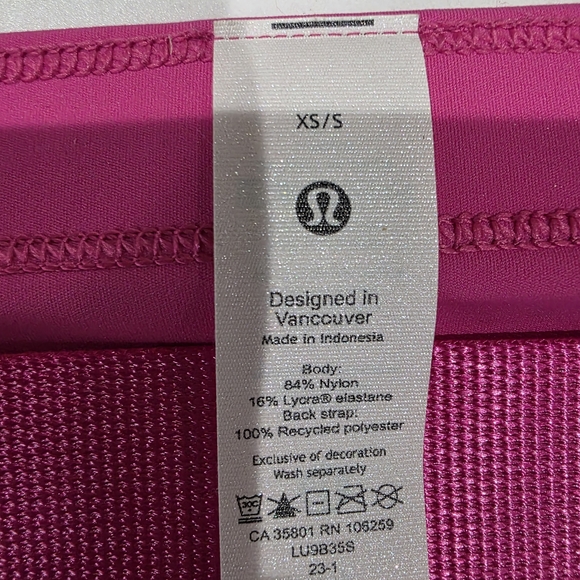 XS/S
Designed in
Vancouver
Made in Indonesia
Body:
84% Nylon
16% Lycra® elastane
Back strap:
100% Recycled polyester
Exclusive of decoration
Wash separately
30C
CA 35801 RN 106259
LU9B35S
23-1